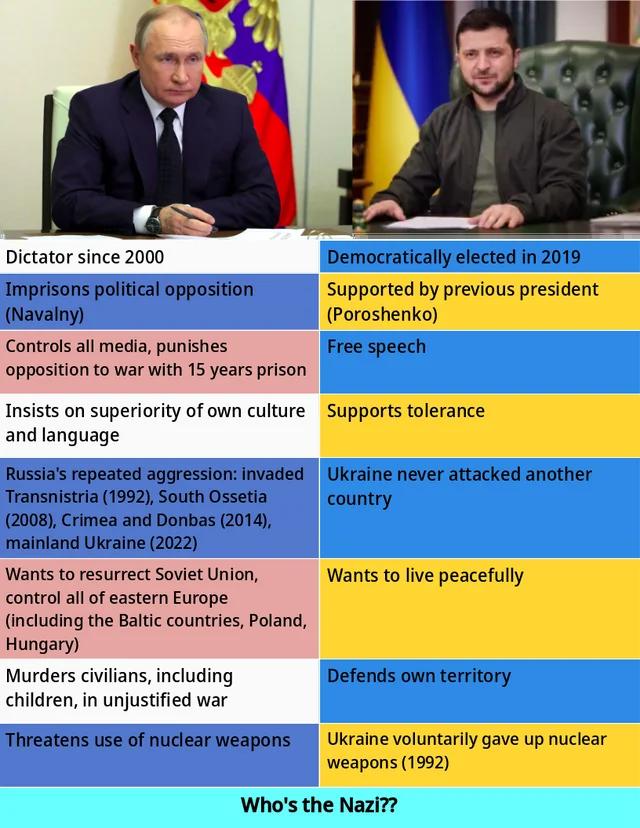 Dictator since 2000
Democratically elected in 2019
Imprisons political opposition
(Navalny)
Supported by previous president
(Poroshenko)
Controls all media, punishes
opposition to war with 15 years prison
Free speech
Insists on superiority of own culture
and language
Supports tolerance
Russia's repeated aggression: invaded
Transnistria (1992), South Ossetia
(2008), Crimea and Donbas (2014),
mainland Ukraine (2022)
Ukraine never attacked another
country
Wants to resurrect Soviet Union,
control all of eastern Europe
(including the Baltic countries, Poland,
Hungary)
Wants to live peacefully
Murders civilians, including
children, in unjustified war
Defends own territory
Threatens use of nuclear weapons
Ukraine voluntarily gave up nuclear
weapons (1992)
Who's the Nazi??